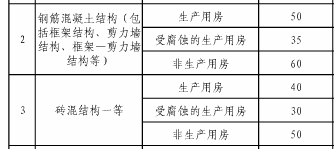 2
钢筋混凝土结构（包
括框架结构、剪力墙
结构、框架—剪力墙
结构等）
生产用房 50
受腐蚀的生产用房 35
非生产用房 60
3
砖混结构一等
生产用房 40
受腐蚀的生产用房 30
非生产用房 50